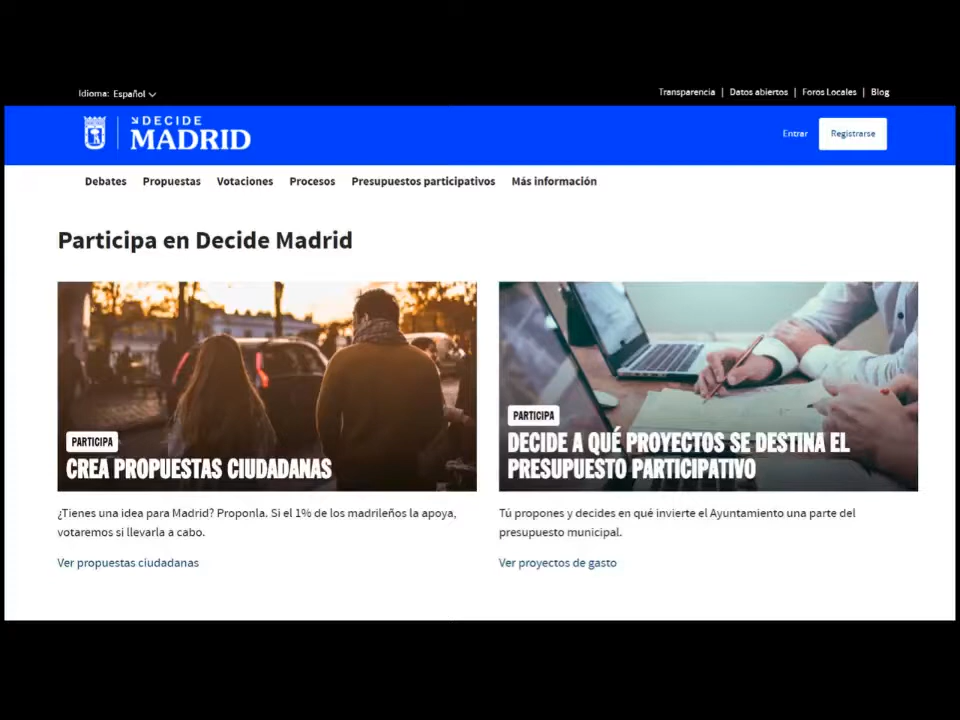 Idioma: Español
Transparencia | Datos abiertos | Foros Locales | Blog
DECIDE
MADRID
Entrar
Registrarse
Debates Propuestas Votaciones Procesos Presupuestos participativos Más información
Participa en Decide Madrid
PARTICIPA
CREA PROPUESTAS CIUDADANAS
¿Tienes una idea para Madrid? Proponla. Si el 1% de los madrileños la apoya,
votaremos si llevarla a cabo.
Ver propuestas ciudadanas
PARTICIPA
DECIDE A QUÉ PROYECTOS SE DESTINA EL
PRESUPUESTO PARTICIPATIVO
Tú propones y decides en qué invierte el Ayuntamiento una parte del
presupuesto municipal.
Ver proyectos de gasto